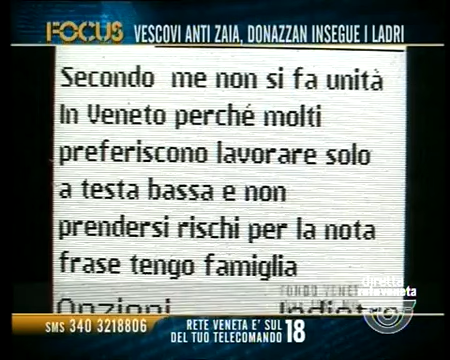 FOCUS VESCOVI ANTI ZAIA, DONAZZAN INSEGUE I LADRI
Secondo me non si fa unità
In Veneto perché molti
preferiscono lavorare solo
a testa bassa e non
prendersi rischi per la nota
frase tengo famiglia
Opzioni Indietro
SMS 340 3218806
RETE VENETA E' SUL
DEL TUO TELECOMANDO 18